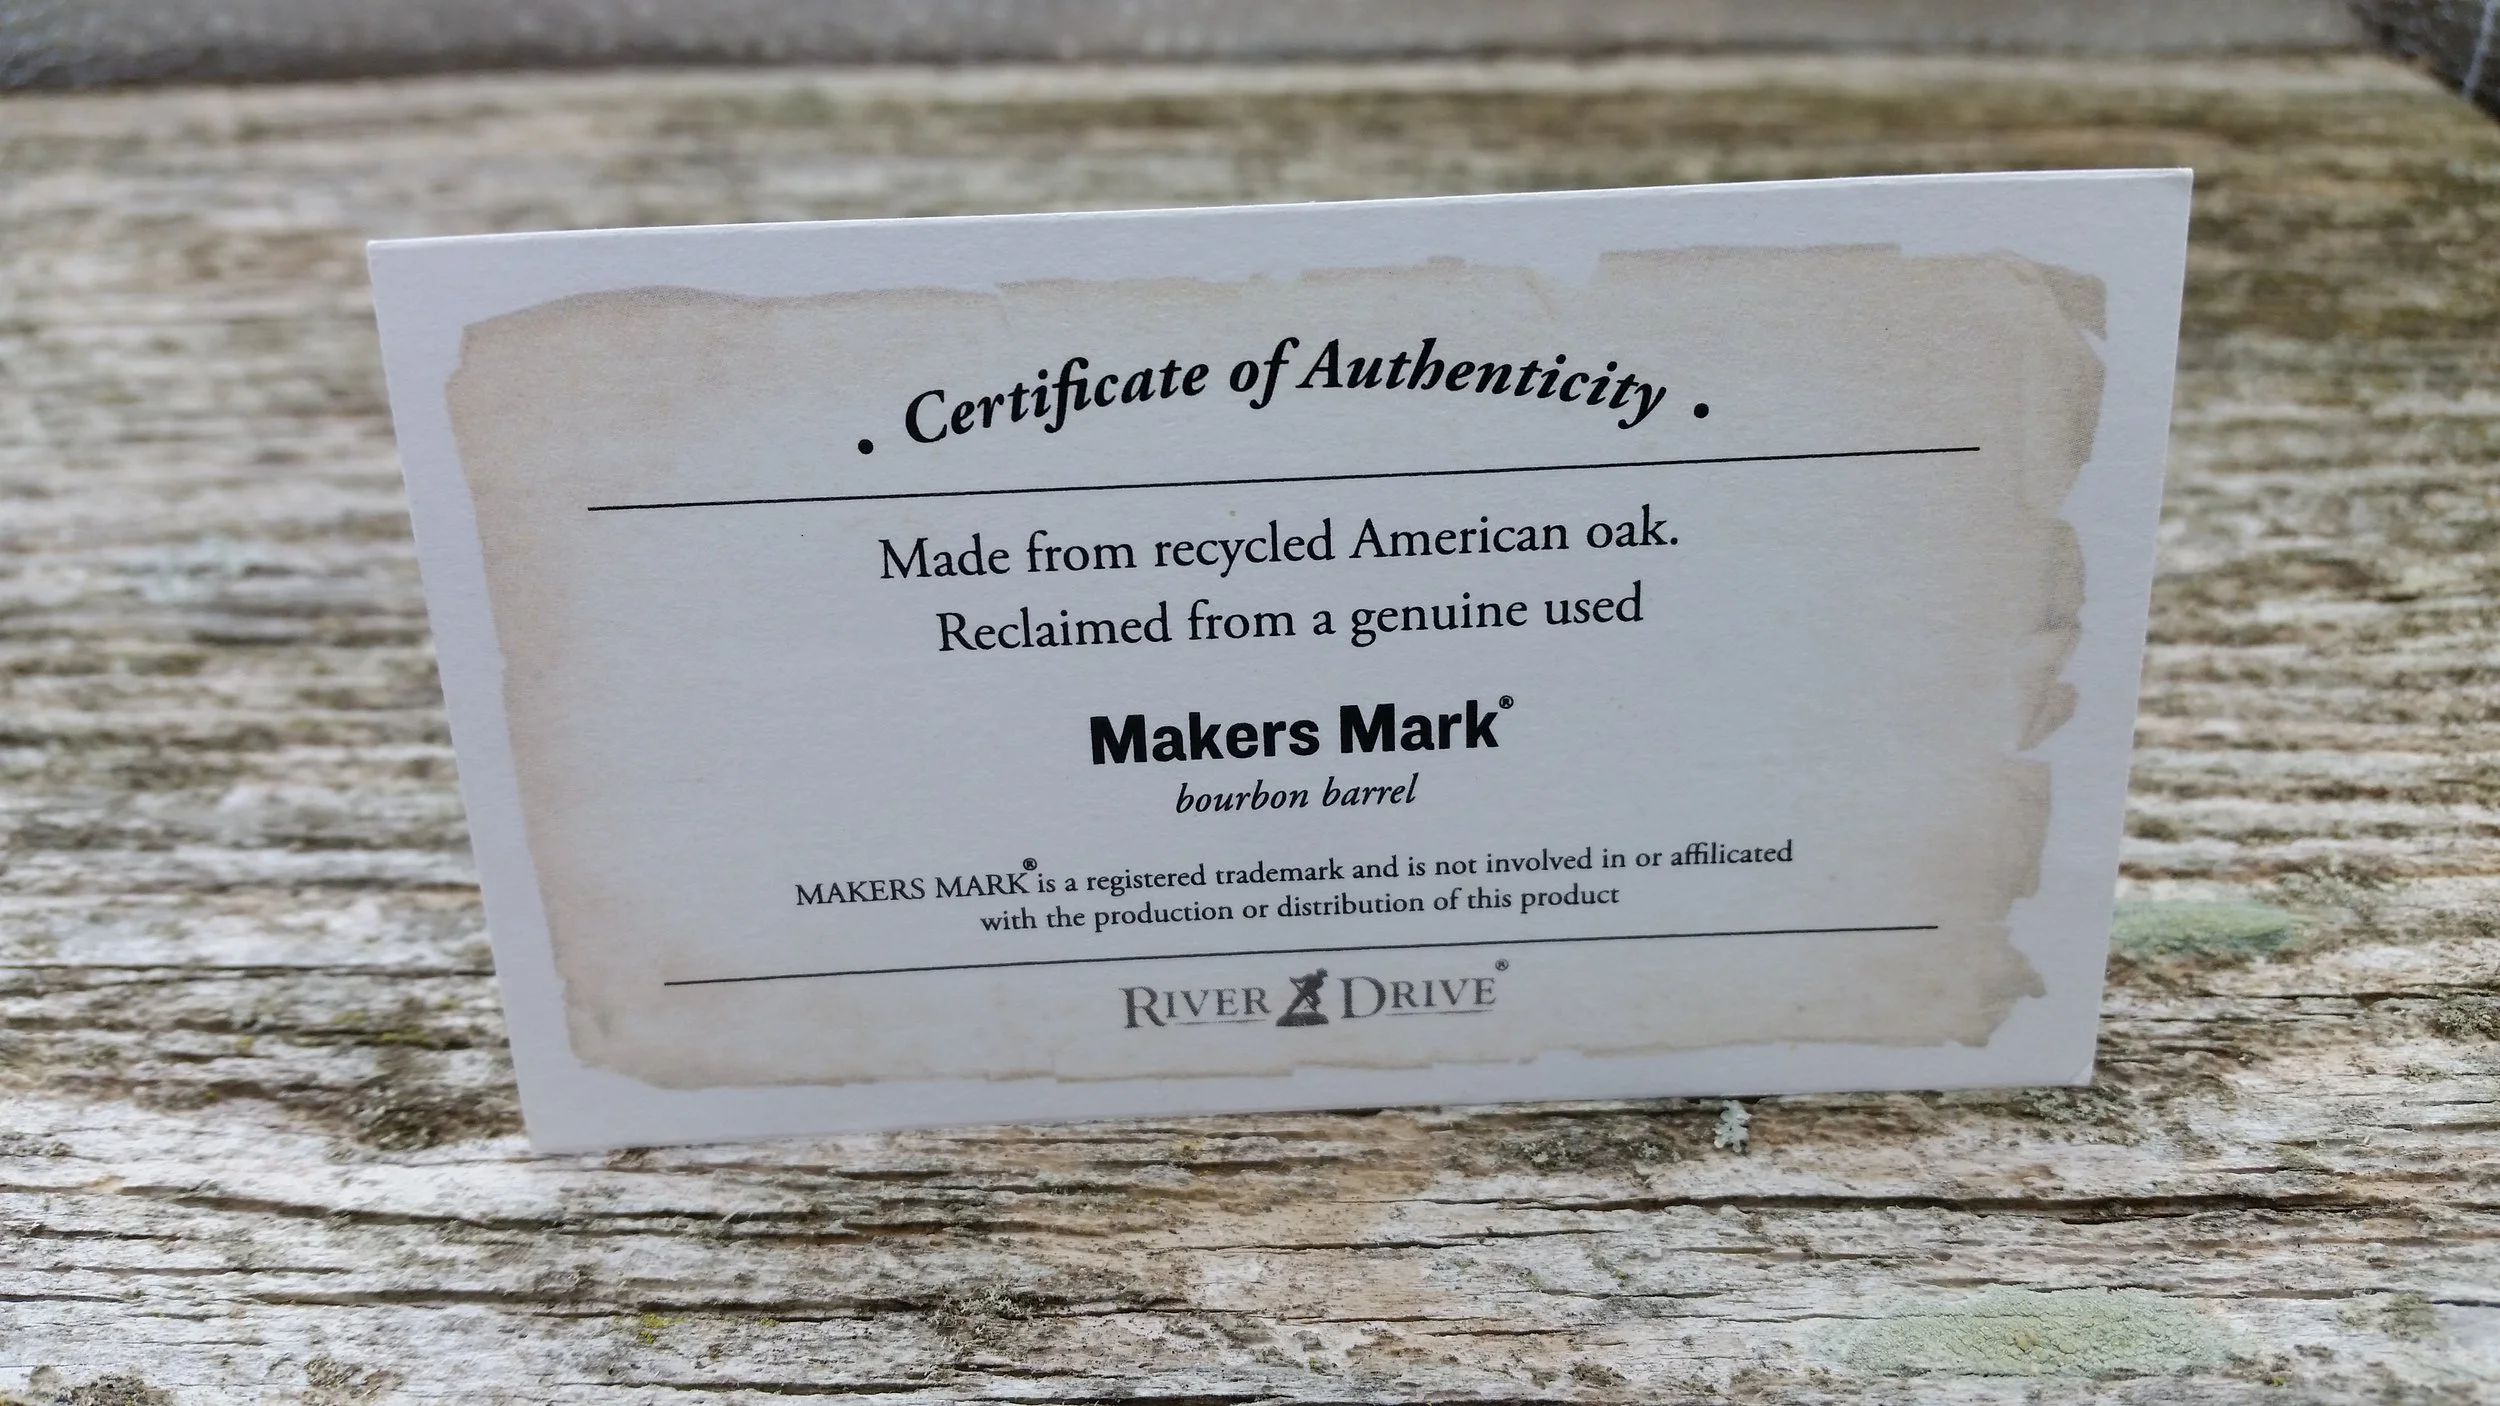 . Certificate of Authenticity .
Made from recycled American oak.
Reclaimed from a genuine used
Makers Mark®
bourbon barrel
MAKERS MARK® is a registered trademark and is not involved in or affilicated
with the production or distribution of this product
RIVER DRIVE®